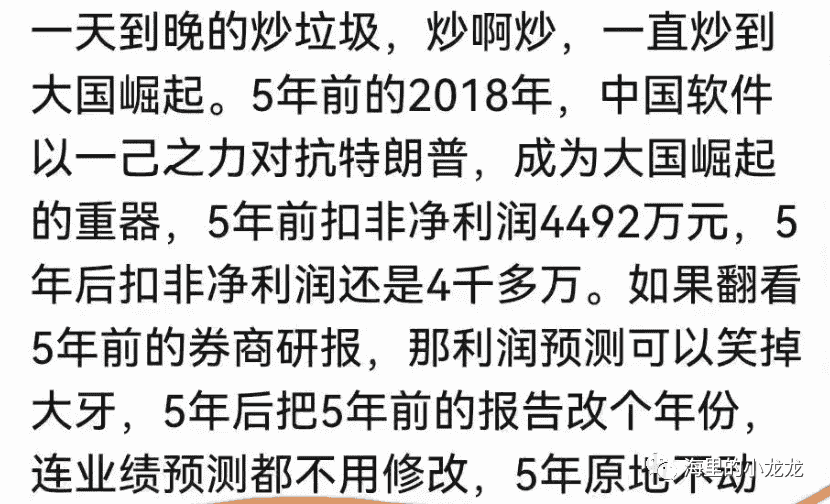 一天到晚的炒垃圾，炒啊炒，一直炒到
大国崛起。5年前的2018年，中国软件
以一己之力对抗特朗普，成为大国崛起
的重器，5年前扣非净利润4492万元，5
年后扣非净利润还是4千多万。如果翻看
5年前的券商研报，那利润预测可以笑掉
大牙，5年后把5年前的报告改个年份，
连业绩预测都不用修改，5年原地不动
海里的小龙龙